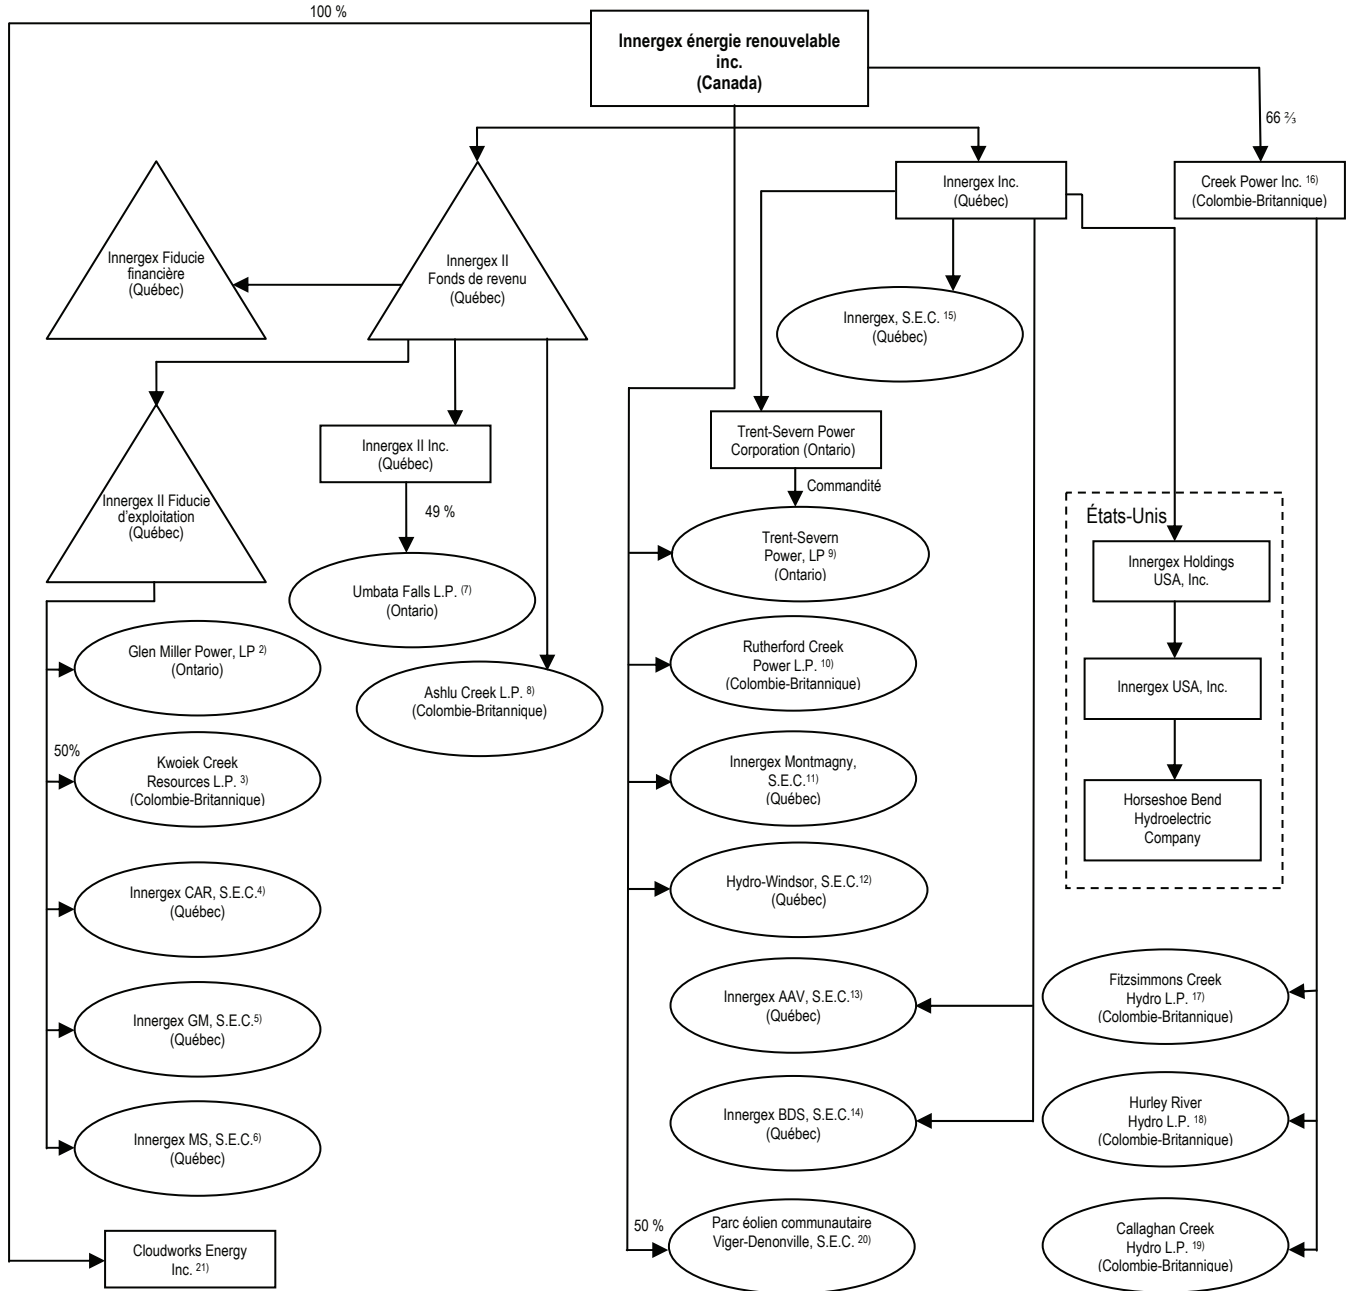 100 %
Innergex énergie renouvelable
inc.
(Canada)
66 ⅔
Innergex Fiducie
financière
(Québec)
Innergex II
Fonds de revenu
(Québec)
Innergex Inc.
(Québec)
Creek Power Inc. 16)
(Colombie-Britannique)
Innergex, S.E.C. 15)
(Québec)
Innergex II Fiducie
d'exploitation
(Québec)
Innergex II Inc.
(Québec)
49 %
Umbata Falls L.P. (7)
(Ontario)
Ashlu Creek L.P. 8)
(Colombie-Britannique)
Trent-Severn Power
Corporation (Ontario)
Commandité
Trent-Severn
Power, LP 9)
(Ontario)
États-Unis
Innergex Holdings
USA, Inc.
Innergex USA, Inc.
Horseshoe Bend
Hydroelectric
Company
Glen Miller Power, LP 2)
(Ontario)
50%
Kwoiek Creek
Resources L.P. 3)
(Colombie-Britannique)
Innergex CAR, S.E.C.4)
(Québec)
Innergex GM, S.E.C.5)
(Québec)
Innergex MS, S.E.C.6)
(Québec)
Cloudworks Energy
Inc. 21)
Rutherford Creek
Power L.P. 10)
(Colombie-Britannique)
Innergex Montmagny,
S.E.C.11)
(Québec)
Hydro-Windsor, S.E.C.12)
(Québec)
Innergex AAV, S.E.C.13)
(Québec)
Innergex BDS, S.E.C.14)
(Québec)
50 %
Parc éolien communautaire
Viger-Denonville, S.E.C. 20)
Fitzsimmons Creek
Hydro L.P. 17)
(Colombie-Britannique)
Hurley River
Hydro L.P. 18)
(Colombie-Britannique)
Callaghan Creek
Hydro L.P. 19)
(Colombie-Britannique)